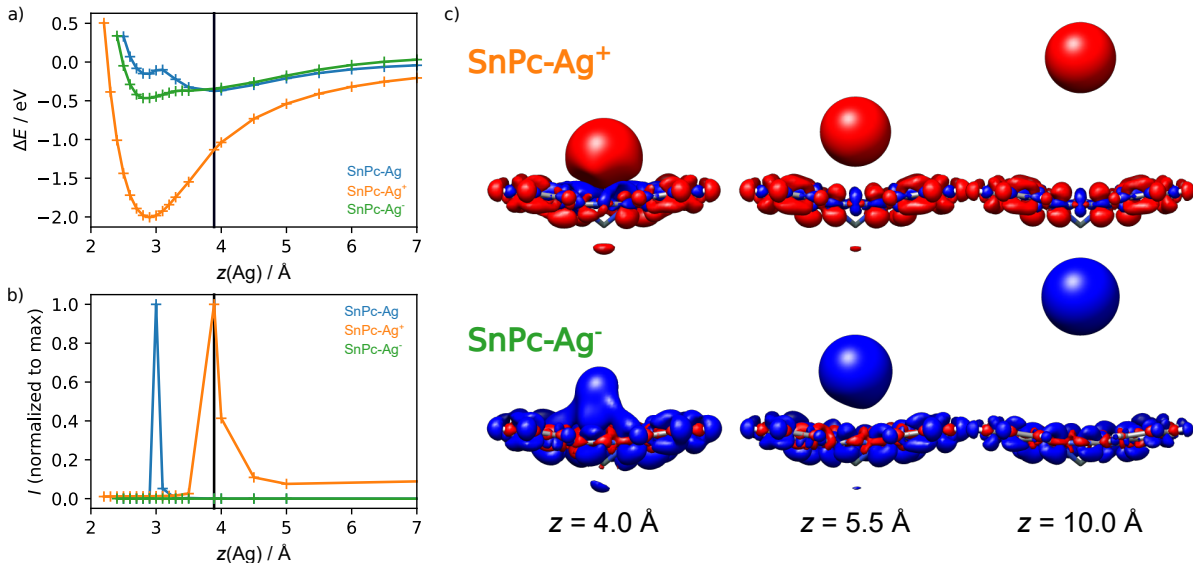 a)
0.5
0.0
−0.5
−1.0
−1.5
−2.0
ΔE / eV
SnPc-Ag
SnPc-Ag⁺
SnPc-Ag⁻
2 3 4 5 6 7
z(Ag) / Å
b)
1.0
0.8
0.6
0.4
0.2
0.0
I (normalized to max)
SnPc-Ag
SnPc-Ag⁺
SnPc-Ag⁻
2 3 4 5 6 7
z(Ag) / Å
c)
SnPc-Ag⁺
SnPc-Ag⁻
z = 4.0 Å z = 5.5 Å z = 10.0 Å